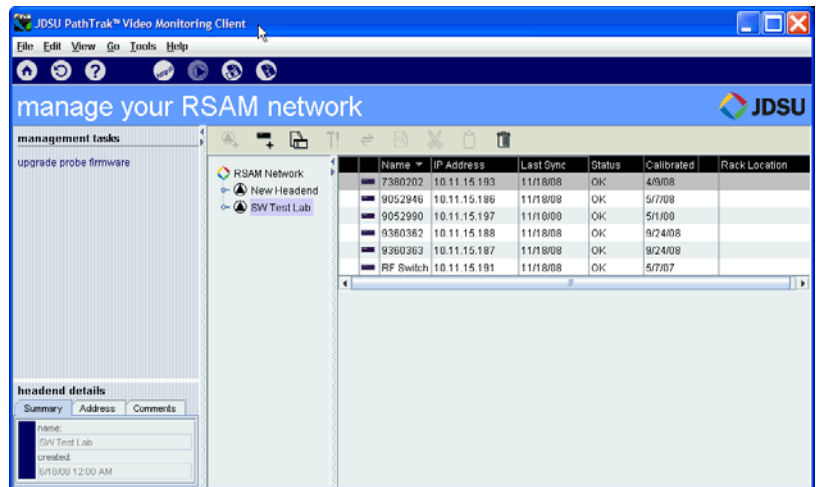 JDSU PathTrak™ Video Monitoring Client
File Edit View Go Tools Help
manage your RSAM network
JDSU
management tasks
upgrade probe firmware
RSAM Network
New Headend
SW Test Lab
Name IP Address Last Sync Status Calibrated Rack Location
7380202 10.11.15.193 11/18/08 OK 4/9/08
9052946 10.11.15.186 11/18/08 OK 5/7/08
9052990 10.11.15.197 11/18/08 OK 5/1/08
9360362 10.11.15.188 11/18/08 OK 9/24/08
9360363 10.11.15.187 11/18/08 OK 9/24/08
RF Switch 10.11.15.191 11/18/08 OK 5/7/07
headend details
Summary Address Comments
name:
SW Test Lab
created:
6/18/08 12:00 AM